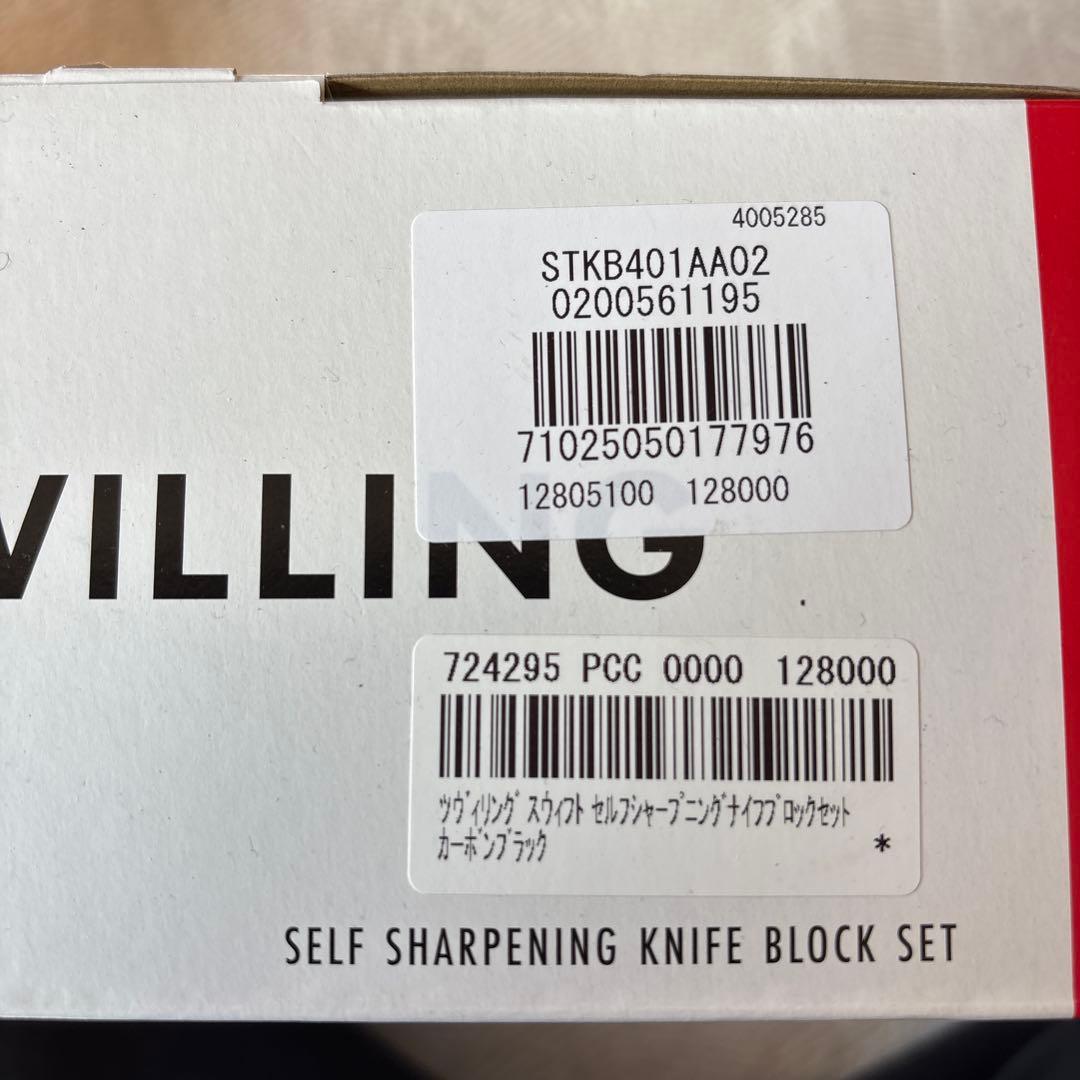 4005285
STKB401AA02
0200561195
71025050177976
12805100 128000
VILLING
724295 PCC 0000 128000
ﾂｳﾞｨﾘﾝｸﾞ ｽｳｨﾌﾄ ｾﾙﾌｼｬｰﾌﾟﾆﾝｸﾞﾅｲﾌﾌﾞﾛｯｸｾｯﾄ
ｶｰﾎﾞﾝﾌﾞﾗｯｸ *
SELF SHARPENING KNIFE BLOCK SET